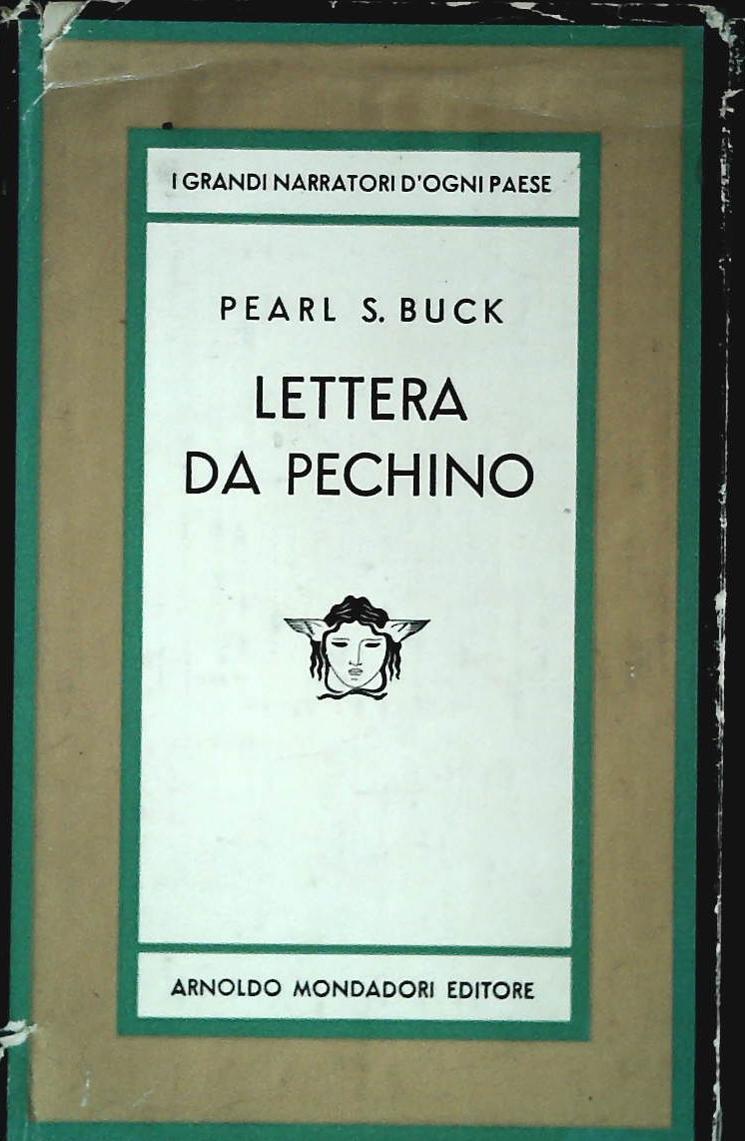 I GRANDI NARRATORI D'OGNI PAESE
PEARL S. BUCK
LETTERA
DA PECHINO
ARNOLDO MONDADORI EDITORE